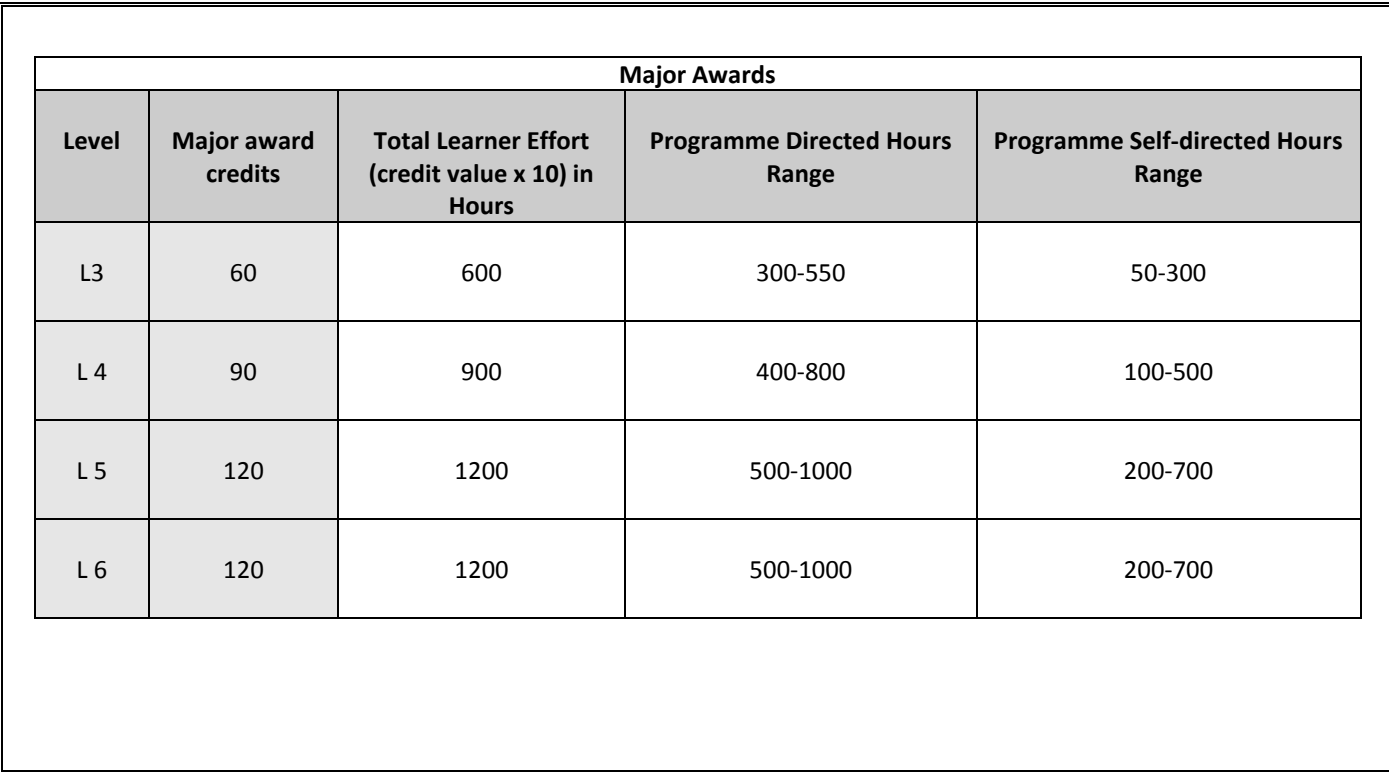 Major Awards
Level Major award credits Total Learner Effort (credit value x 10) in Hours Programme Directed Hours Range Programme Self-directed Hours Range
L3 60 600 300-550 50-300
L 4 90 900 400-800 100-500
L 5 120 1200 500-1000 200-700
L 6 120 1200 500-1000 200-700